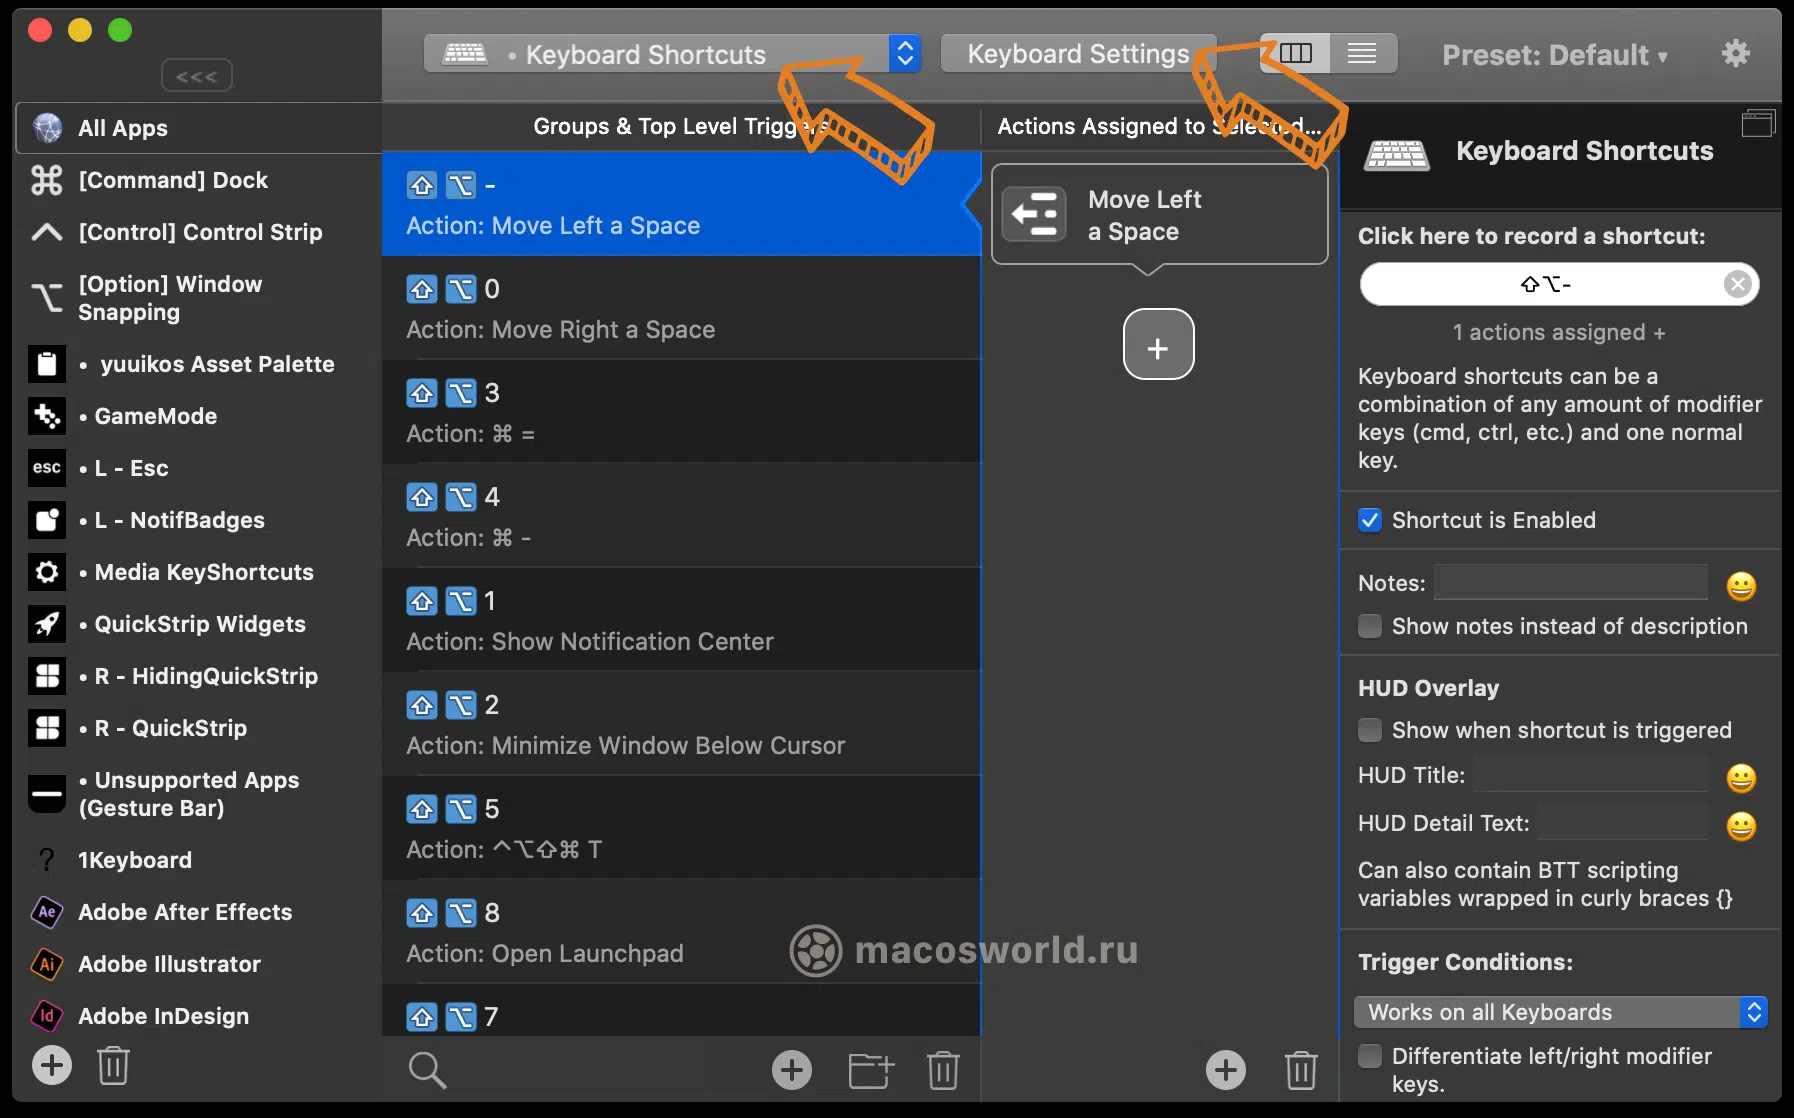 <<<
• Keyboard Shortcuts
Keyboard Settings
Preset: Default ▾
All Apps
[Command] Dock
[Control] Control Strip
[Option] Window
Snapping
• yuuikos Asset Palette
• GameMode
esc • L - Esc
• L - NotifBadges
• Media KeyShortcuts
• QuickStrip Widgets
• R - HidingQuickStrip
• R - QuickStrip
• Unsupported Apps
(Gesture Bar)
? 1Keyboard
Ae Adobe After Effects
Ai Adobe Illustrator
Id Adobe InDesign
Groups & Top Level Triggers
⇧ ⌥ -
Action: Move Left a Space
⇧ ⌥ 0
Action: Move Right a Space
⇧ ⌥ 3
Action: ⌘ =
⇧ ⌥ 4
Action: ⌘ -
⇧ ⌥ 1
Action: Show Notification Center
⇧ ⌥ 2
Action: Minimize Window Below Cursor
⇧ ⌥ 5
Action: ^⌥⇧⌘ T
⇧ ⌥ 8
Action: Open Launchpad
⇧ ⌥ 7
Actions Assigned to Selected...
Move Left
a Space
+
Keyboard Shortcuts
Click here to record a shortcut:
⇧⌥-
1 actions assigned +
Keyboard shortcuts can be a
combination of any amount of modifier
keys (cmd, ctrl, etc.) and one normal
key.
Shortcut is Enabled
Notes:
Show notes instead of description
HUD Overlay
Show when shortcut is triggered
HUD Title:
HUD Detail Text:
Can also contain BTT scripting
variables wrapped in curly braces {}
Trigger Conditions:
Works on all Keyboards
Differentiate left/right modifier
keys.
macosworld.ru